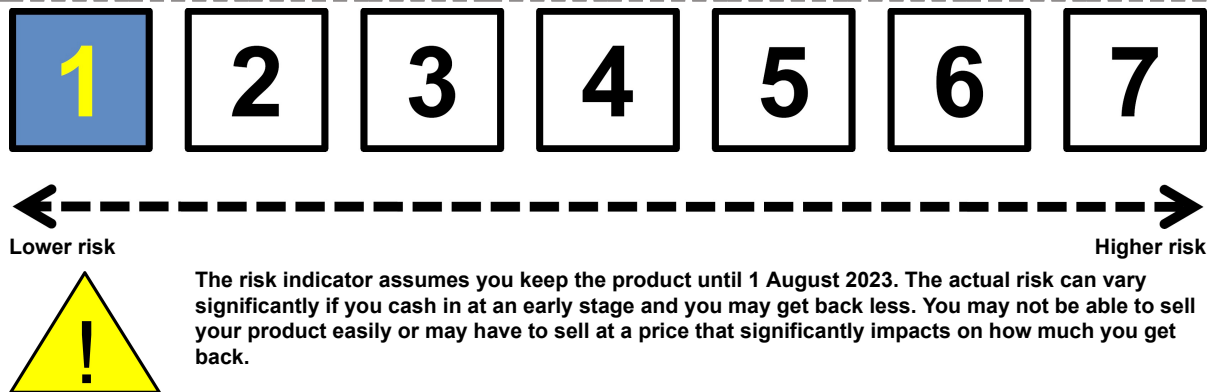 1 2 3 4 5 6 7
Lower risk Higher risk
The risk indicator assumes you keep the product until 1 August 2023. The actual risk can vary
significantly if you cash in at an early stage and you may get back less. You may not be able to sell
your product easily or may have to sell at a price that significantly impacts on how much you get
back.
!